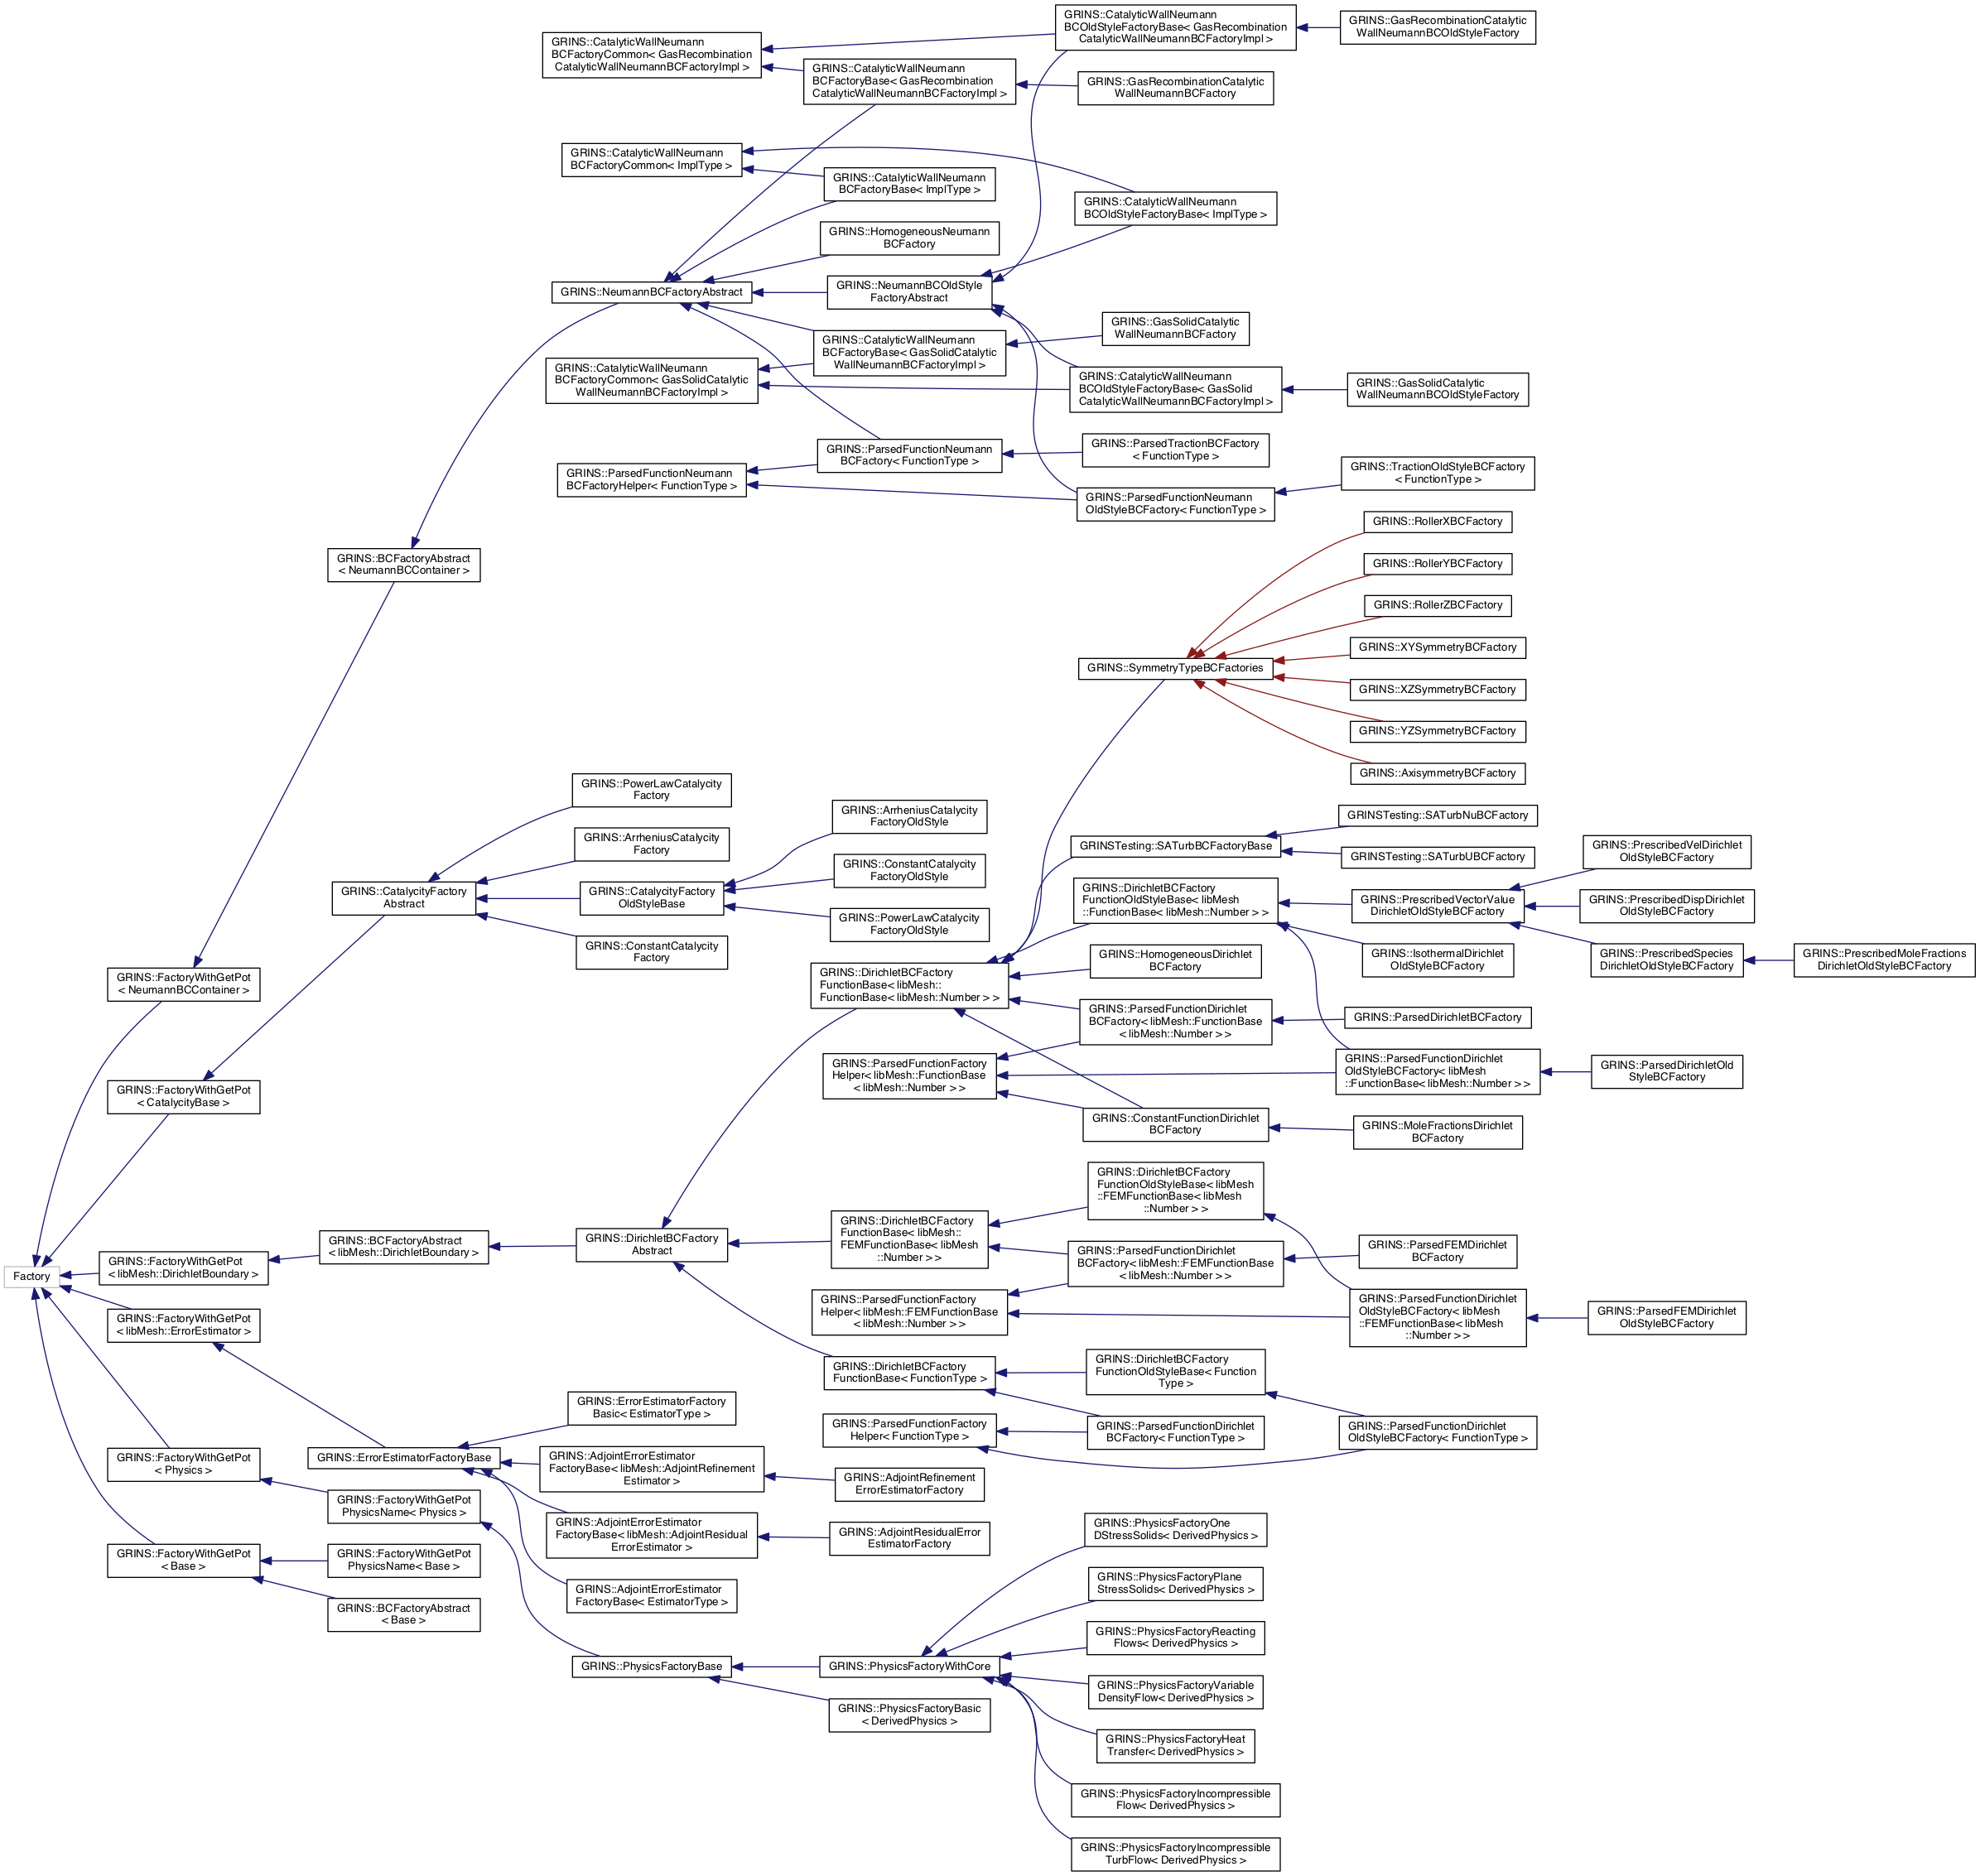 GRINS::CatalyticWallNeumann
BCOldStyleFactoryBase< GasRecombination
CatalyticWallNeumannBCFactoryImpl >
GRINS::GasRecombinationCatalytic
WallNeumannBCOldStyleFactory
GRINS::CatalyticWallNeumann
BCFactoryCommon< GasRecombination
CatalyticWallNeumannBCFactoryImpl >
GRINS::CatalyticWallNeumann
BCFactoryBase< GasRecombination
CatalyticWallNeumannBCFactoryImpl >
GRINS::GasRecombinationCatalytic
WallNeumannBCFactory
GRINS::CatalyticWallNeumann
BCFactoryCommon< ImplType >
GRINS::CatalyticWallNeumann
BCFactoryBase< ImplType >
GRINS::CatalyticWallNeumann
BCOldStyleFactoryBase< ImplType >
GRINS::HomogeneousNeumann
BCFactory
GRINS::NeumannBCFactoryAbstract
GRINS::NeumannBCOldStyle
FactoryAbstract
GRINS::GasSolidCatalytic
WallNeumannBCFactory
GRINS::CatalyticWallNeumann
BCFactoryBase< GasSolidCatalytic
WallNeumannBCFactoryImpl >
GRINS::CatalyticWallNeumann
BCFactoryCommon< GasSolidCatalytic
WallNeumannBCFactoryImpl >
GRINS::CatalyticWallNeumann
BCOldStyleFactoryBase< GasSolid
CatalyticWallNeumannBCFactoryImpl >
GRINS::GasSolidCatalytic
WallNeumannBCOldStyleFactory
GRINS::ParsedFunctionNeumann
BCFactory< FunctionType >
GRINS::ParsedTractionBCFactory
< FunctionType >
GRINS::ParsedFunctionNeumann
BCFactoryHelper< FunctionType >
GRINS::TractionOldStyleBCFactory
< FunctionType >
GRINS::ParsedFunctionNeumann
OldStyleBCFactory< FunctionType >
GRINS::RollerXBCFactory
GRINS::BCFactoryAbstract
< NeumannBCContainer >
GRINS::RollerYBCFactory
GRINS::RollerZBCFactory
GRINS::XYSymmetryBCFactory
GRINS::SymmetryTypeBCFactories
GRINS::XZSymmetryBCFactory
GRINS::YZSymmetryBCFactory
GRINS::AxisymmetryBCFactory
GRINS::PowerLawCatalycity
Factory
GRINS::ArrheniusCatalycity
FactoryOldStyle
GRINSTesting::SATurbNuBCFactory
GRINS::ArrheniusCatalycity
Factory
GRINSTesting::SATurbBCFactoryBase
GRINSTesting::SATurbUBCFactory
GRINS::PrescribedVelDirichlet
OldStyleBCFactory
GRINS::ConstantCatalycity
FactoryOldStyle
GRINS::CatalycityFactory
Abstract
GRINS::CatalycityFactory
OldStyleBase
GRINS::DirichletBCFactory
FunctionOldStyleBase< libMesh
::FunctionBase< libMesh::Number > >
GRINS::PrescribedVectorValue
DirichletOldStyleBCFactory
GRINS::PrescribedDispDirichlet
OldStyleBCFactory
GRINS::PowerLawCatalycity
FactoryOldStyle
GRINS::ConstantCatalycity
Factory
GRINS::HomogeneousDirichlet
BCFactory
GRINS::IsothermalDirichlet
OldStyleBCFactory
GRINS::PrescribedSpecies
DirichletOldStyleBCFactory
GRINS::PrescribedMoleFractions
DirichletOldStyleBCFactory
GRINS::FactoryWithGetPot
< NeumannBCContainer >
GRINS::DirichletBCFactory
FunctionBase< libMesh::
FunctionBase< libMesh::Number > >
GRINS::ParsedFunctionDirichlet
BCFactory< libMesh::FunctionBase
< libMesh::Number > >
GRINS::ParsedDirichletBCFactory
GRINS::ParsedFunctionFactory
Helper< libMesh::FunctionBase
< libMesh::Number > >
GRINS::ParsedFunctionDirichlet
OldStyleBCFactory< libMesh
::FunctionBase< libMesh::Number > >
GRINS::ParsedDirichletOld
StyleBCFactory
GRINS::FactoryWithGetPot
< CatalycityBase >
GRINS::ConstantFunctionDirichlet
BCFactory
GRINS::MoleFractionsDirichlet
BCFactory
GRINS::DirichletBCFactory
FunctionOldStyleBase< libMesh
::FEMFunctionBase< libMesh
::Number > >
GRINS::FactoryWithGetPot
< libMesh::DirichletBoundary >
GRINS::BCFactoryAbstract
< libMesh::DirichletBoundary >
GRINS::DirichletBCFactory
Abstract
GRINS::DirichletBCFactory
FunctionBase< libMesh::
FEMFunctionBase< libMesh
::Number > >
GRINS::ParsedFunctionDirichlet
BCFactory< libMesh::FEMFunctionBase
< libMesh::Number > >
GRINS::ParsedFEMDirichlet
BCFactory
Factory
GRINS::FactoryWithGetPot
< libMesh::ErrorEstimator >
GRINS::ParsedFunctionFactory
Helper< libMesh::FEMFunctionBase
< libMesh::Number > >
GRINS::ParsedFunctionDirichlet
OldStyleBCFactory< libMesh
::FEMFunctionBase< libMesh
::Number > >
GRINS::ParsedFEMDirichlet
OldStyleBCFactory
GRINS::DirichletBCFactory
FunctionBase< FunctionType >
GRINS::DirichletBCFactory
FunctionOldStyleBase< Function
Type >
GRINS::ErrorEstimatorFactory
Basic< EstimatorType >
GRINS::ParsedFunctionFactory
Helper< FunctionType >
GRINS::ParsedFunctionDirichlet
BCFactory< FunctionType >
GRINS::ParsedFunctionDirichlet
OldStyleBCFactory< FunctionType >
GRINS::FactoryWithGetPot
< Physics >
GRINS::ErrorEstimatorFactoryBase
GRINS::AdjointErrorEstimator
FactoryBase< libMesh::AdjointRefinement
Estimator >
GRINS::AdjointRefinement
ErrorEstimatorFactory
GRINS::FactoryWithGetPot
PhysicsName< Physics >
GRINS::AdjointErrorEstimator
FactoryBase< libMesh::AdjointResidual
ErrorEstimator >
GRINS::AdjointResidualError
EstimatorFactory
GRINS::PhysicsFactoryOne
DStressSolids< DerivedPhysics >
GRINS::FactoryWithGetPot
< Base >
GRINS::FactoryWithGetPot
PhysicsName< Base >
GRINS::AdjointErrorEstimator
FactoryBase< EstimatorType >
GRINS::PhysicsFactoryPlane
StressSolids< DerivedPhysics >
GRINS::BCFactoryAbstract
< Base >
GRINS::PhysicsFactoryReacting
Flows< DerivedPhysics >
GRINS::PhysicsFactoryBase
GRINS::PhysicsFactoryWithCore
GRINS::PhysicsFactoryVariable
DensityFlow< DerivedPhysics >
GRINS::PhysicsFactoryBasic
< DerivedPhysics >
GRINS::PhysicsFactoryHeat
Transfer< DerivedPhysics >
GRINS::PhysicsFactoryIncompressible
Flow< DerivedPhysics >
GRINS::PhysicsFactoryIncompressible
TurbFlow< DerivedPhysics >